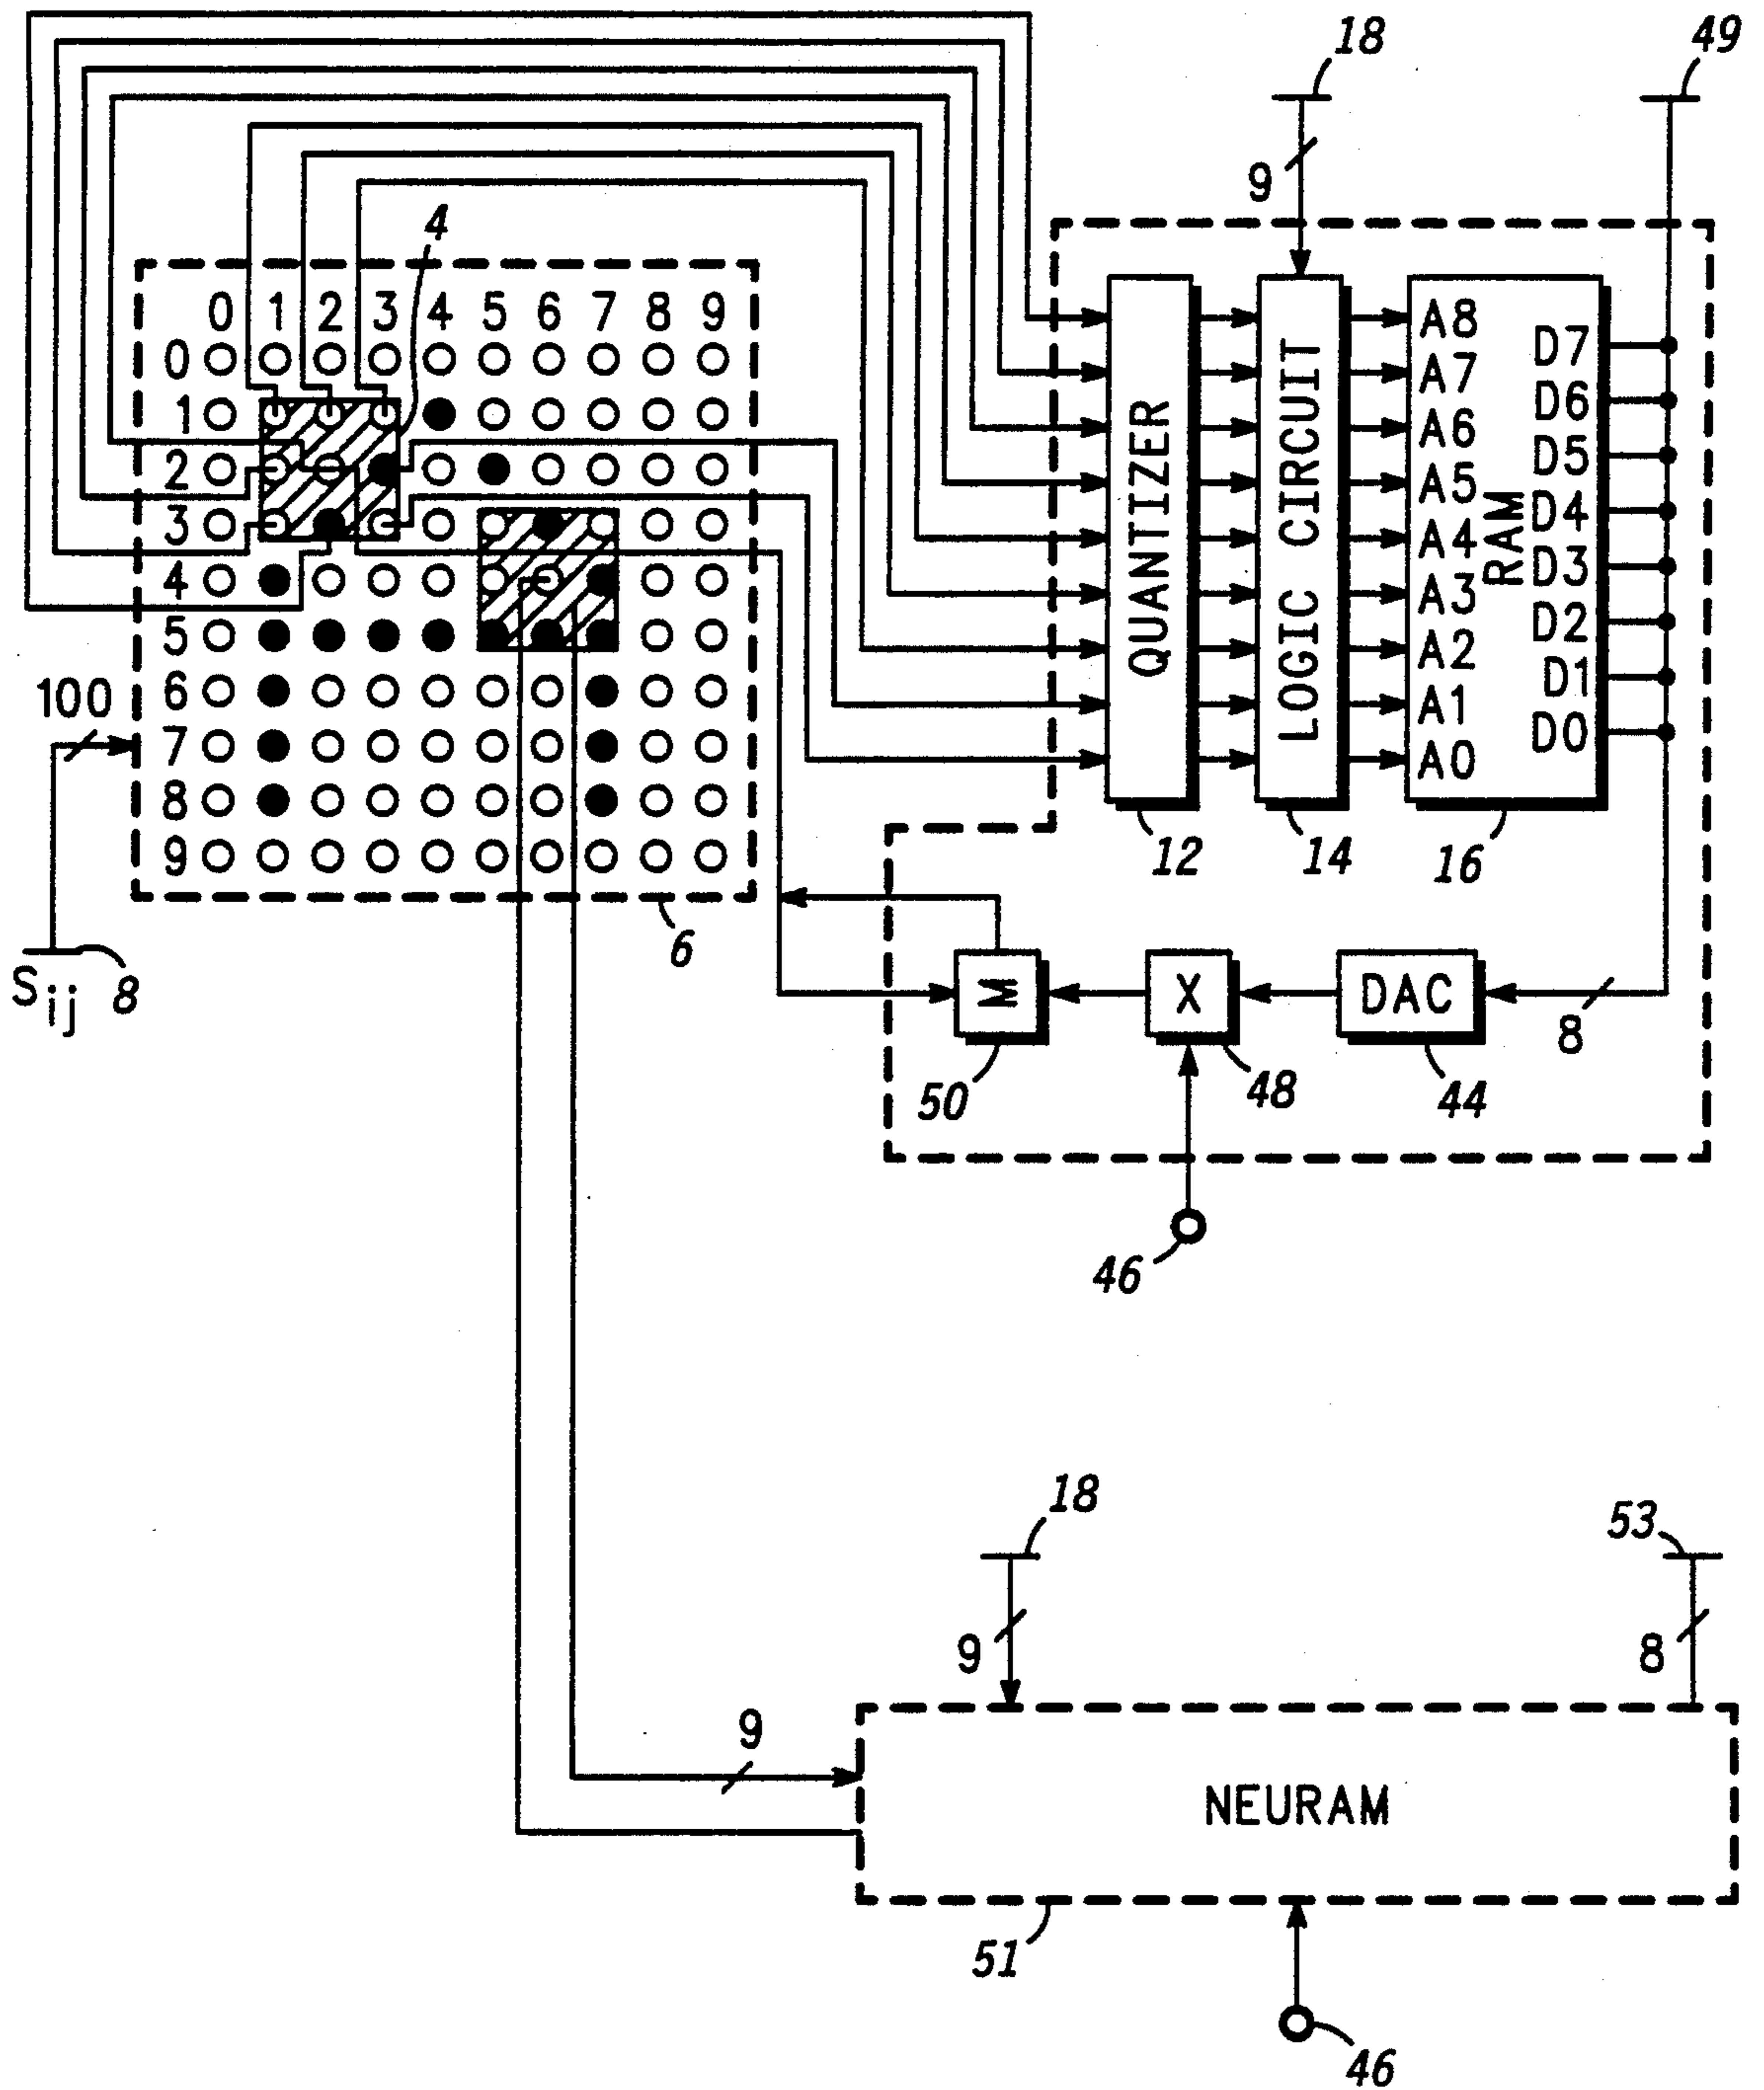 18
49
9
4
0 1 2 3 4 5 6 7 8 9
0
1
2
3
4
5
6
7
8
9
100
S ij 8
6
QUANTIZER
LOGIC CIRCUIT
RAM
A8
A7
A6
A5
A4
A3
A2
A1
A0
D7
D6
D5
D4
D3
D2
D1
D0
12
14
16
M
X
DAC
8
50
48
44
46
18
53
9
8
9
NEURAM
51
46